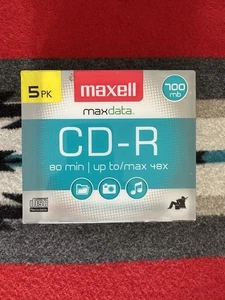 5PK
maxell
700
mb
maxdata.
CD-R
80 min | up to/max 48x